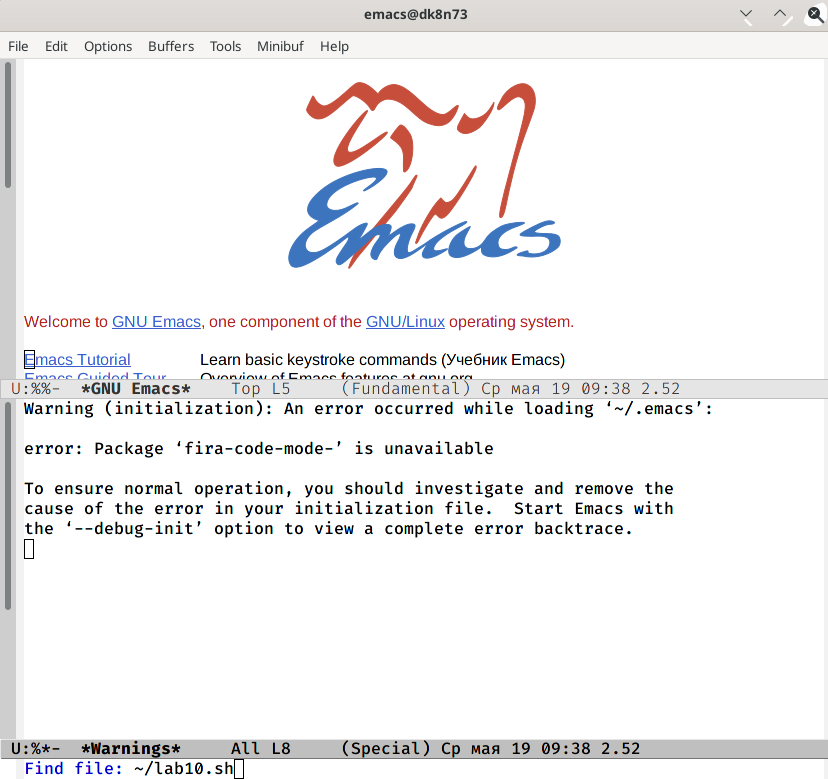 emacs@dk8n73
File Edit Options Buffers Tools Minibuf Help
Emacs
Welcome to GNU Emacs, one component of the GNU/Linux operating system.
Emacs Tutorial Learn basic keystroke commands (Учебник Emacs)
Emacs Guided Tour Overview of Emacs features at gnu.org
U:%%- *GNU Emacs* Top L5 (Fundamental) Ср мая 19 09:38 2.52
Warning (initialization): An error occurred while loading ‘~/.emacs’:
error: Package ‘fira-code-mode-’ is unavailable
To ensure normal operation, you should investigate and remove the
cause of the error in your initialization file. Start Emacs with
the ‘--debug-init’ option to view a complete error backtrace.
U:%*- *Warnings* All L8 (Special) Ср мая 19 09:38 2.52
Find file: ~/lab10.sh